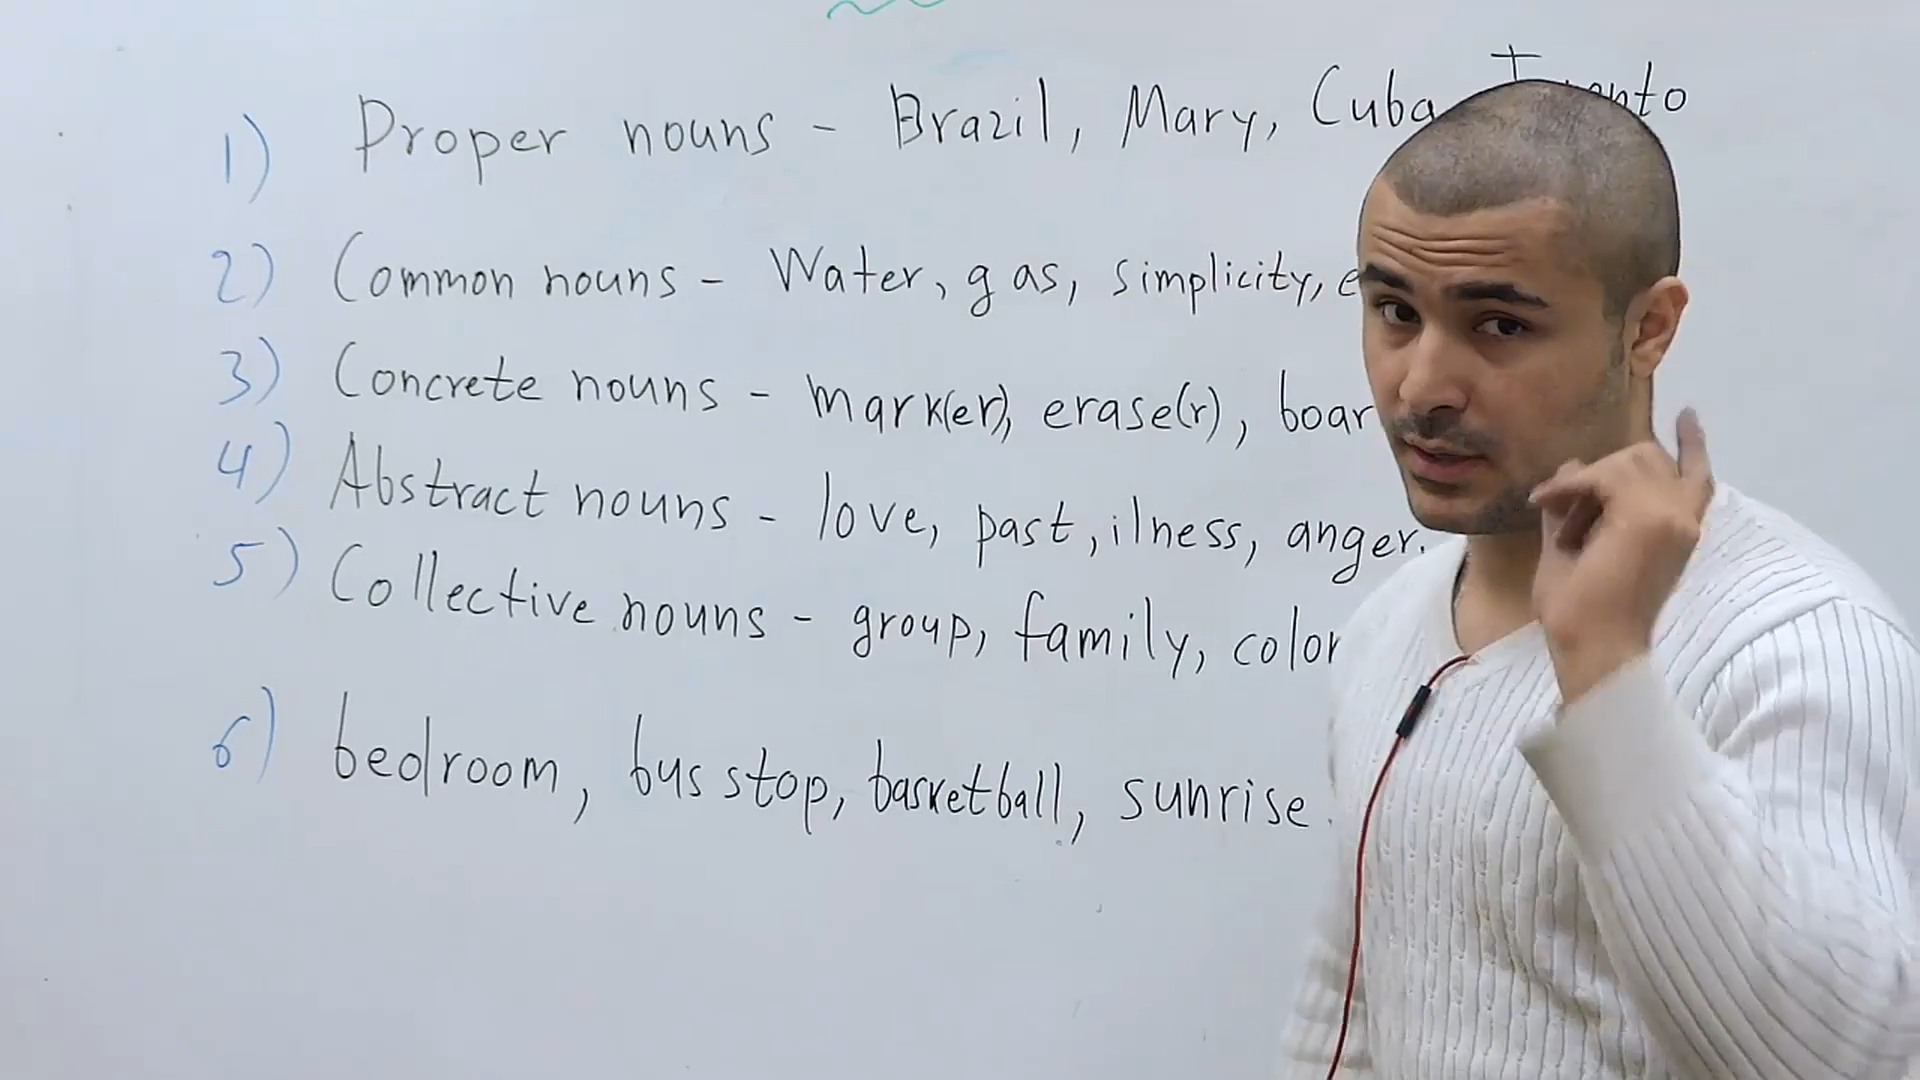 1) Proper nouns - Brazil, Mary, Cuba
2) Common nouns - Water, gas, simplicity,
3) Concrete nouns - mark(er), erase(r),
4) Abstract nouns - love, past, ilness, anger.
5) Collective nouns - group, family, color
6) bedroom, bus stop, basketball, sunrise.